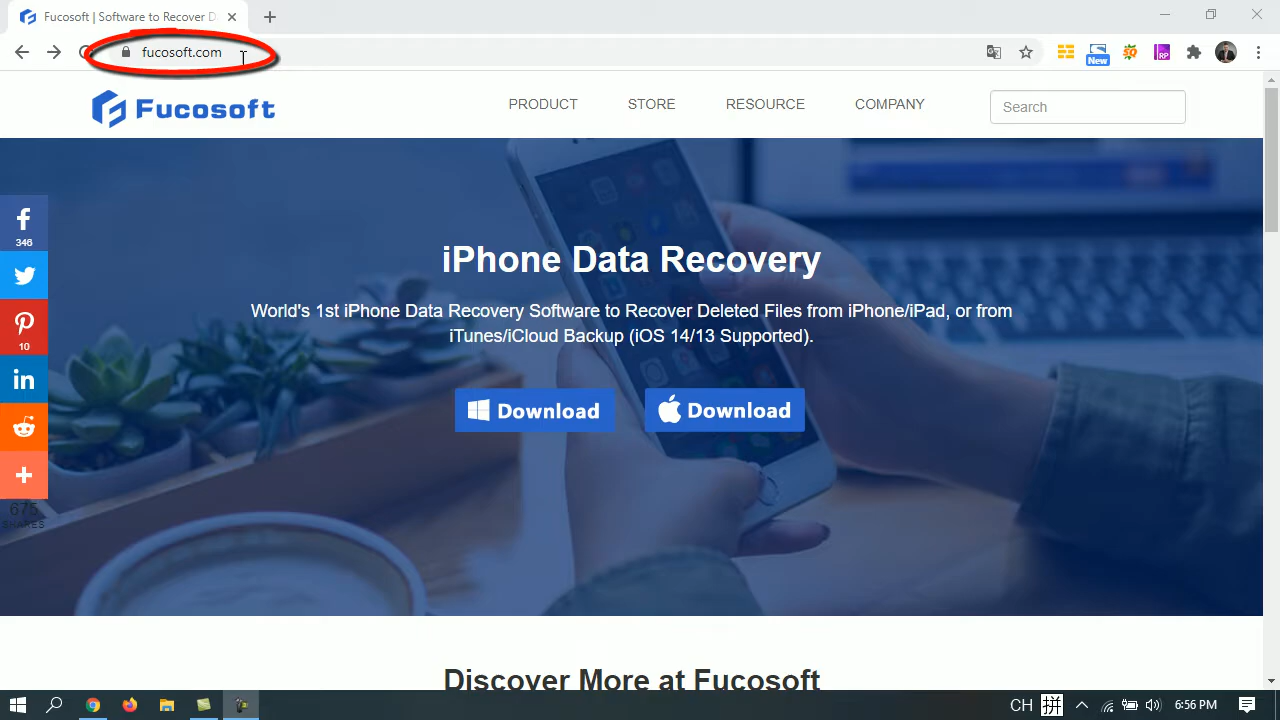 Fucosoft | Software to Recover D
fucosoft.com
New
SQ
RP
Fucosoft
PRODUCT
STORE
RESOURCE
COMPANY
Search
346
10
675
SHARES
iPhone Data Recovery
World's 1st iPhone Data Recovery Software to Recover Deleted Files from iPhone/iPad, or from
iTunes/iCloud Backup (iOS 14/13 Supported).
Download
Download
Discover More at Fucosoft
CH
拼
6:56 PM